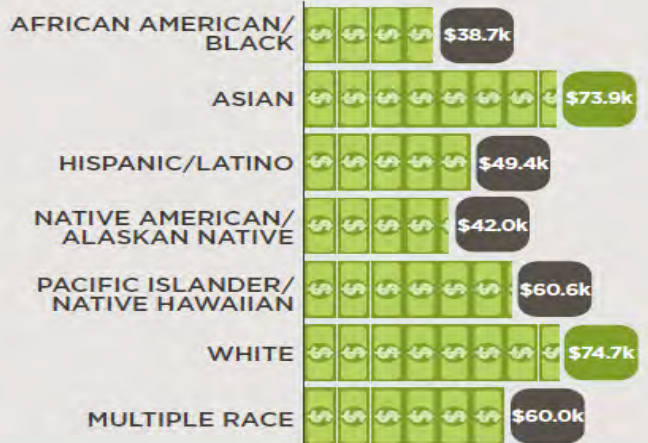 AFRICAN AMERICAN/
BLACK
$38.7k
ASIAN
$73.9k
HISPANIC/LATINO
$49.4k
NATIVE AMERICAN/
ALASKAN NATIVE
$42.0k
PACIFIC ISLANDER/
NATIVE HAWAIIAN
$60.6k
WHITE
$74.7k
MULTIPLE RACE
$60.0k